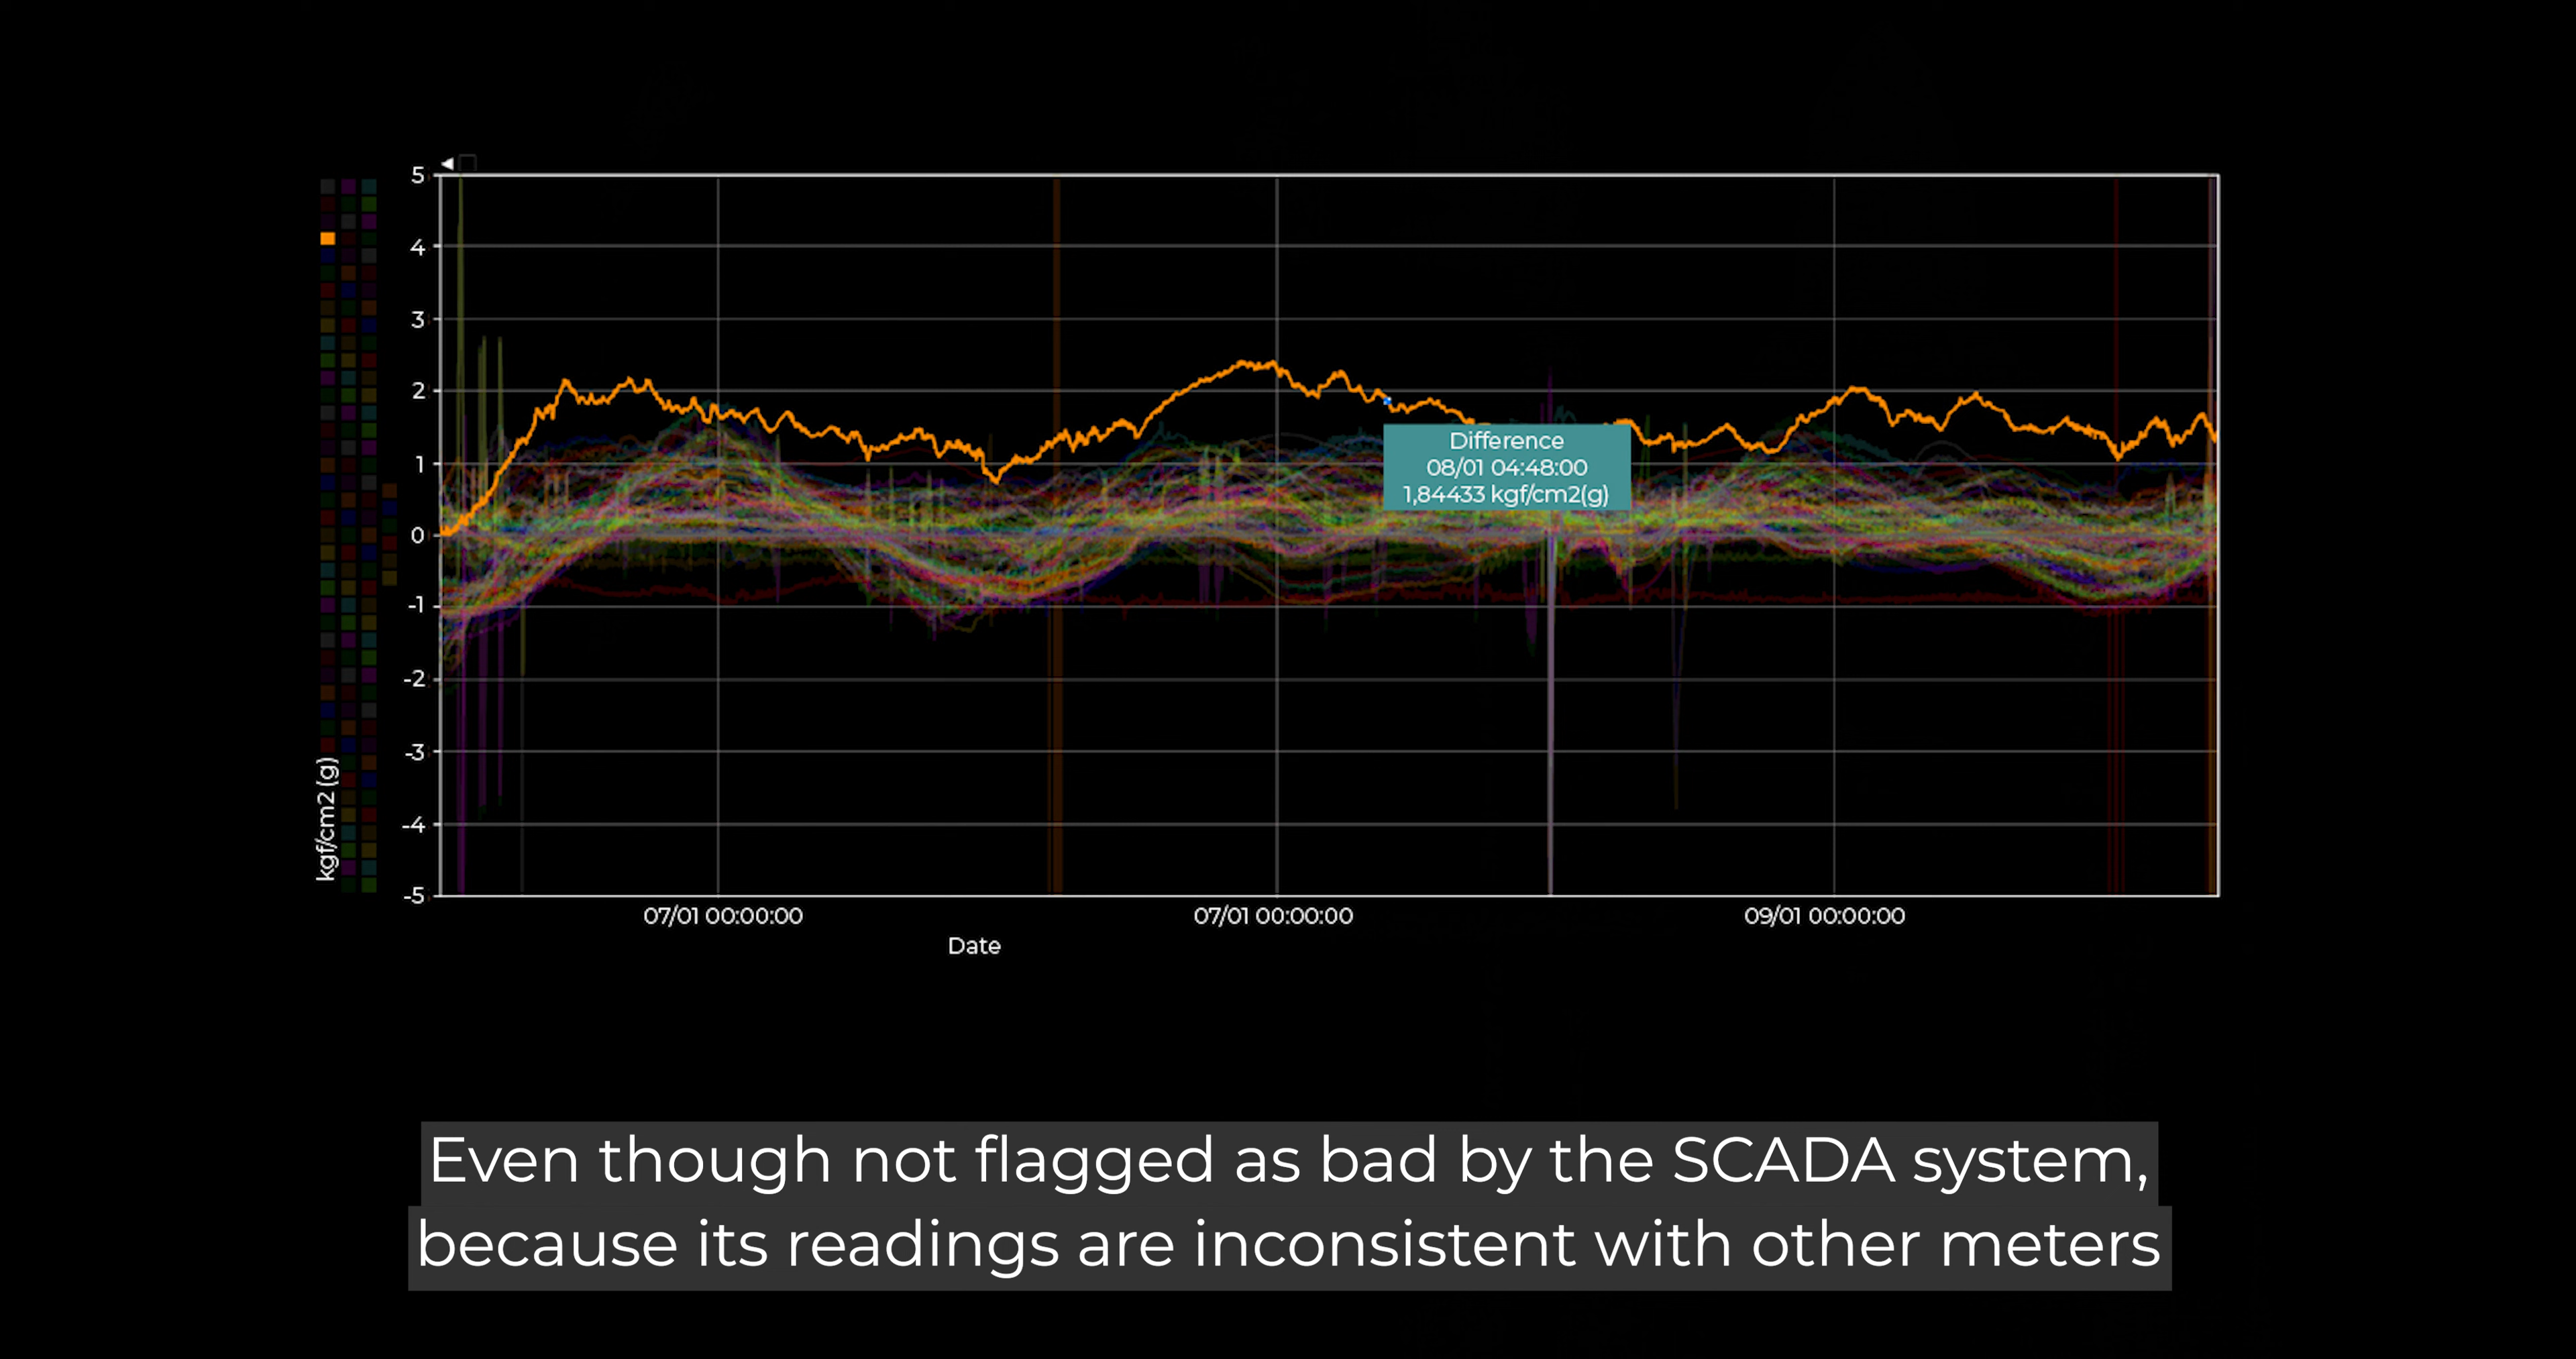 5
4
3
2
1
0
-1
-2
-3
-4
-5
kgf/cm2 (g)
Difference
08/01 04:48:00
1,84433 kgf/cm2(g)
07/01 00:00:00
07/01 00:00:00
09/01 00:00:00
Date
Even though not flagged as bad by the SCADA system,
because its readings are inconsistent with other meters